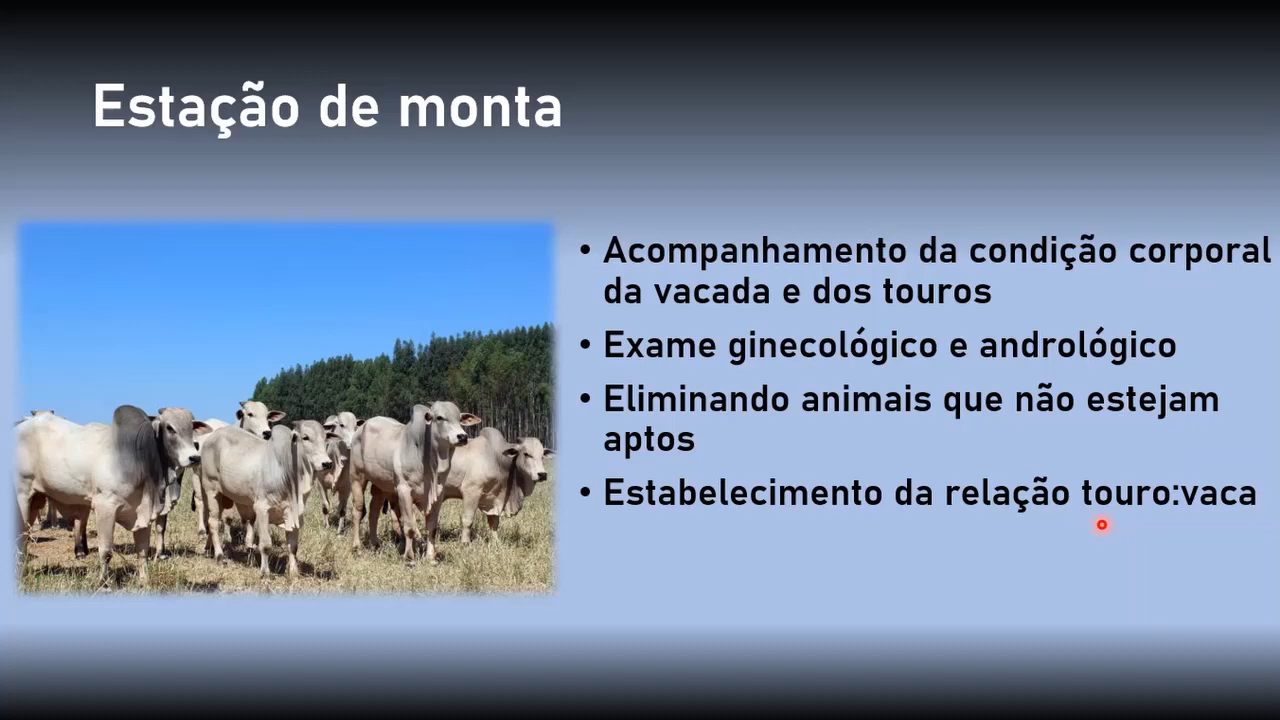 Estação de monta
• Acompanhamento da condição corporal
da vacada e dos touros
• Exame ginecológico e andrológico
• Eliminando animais que não estejam
aptos
• Estabelecimento da relação touro:vaca